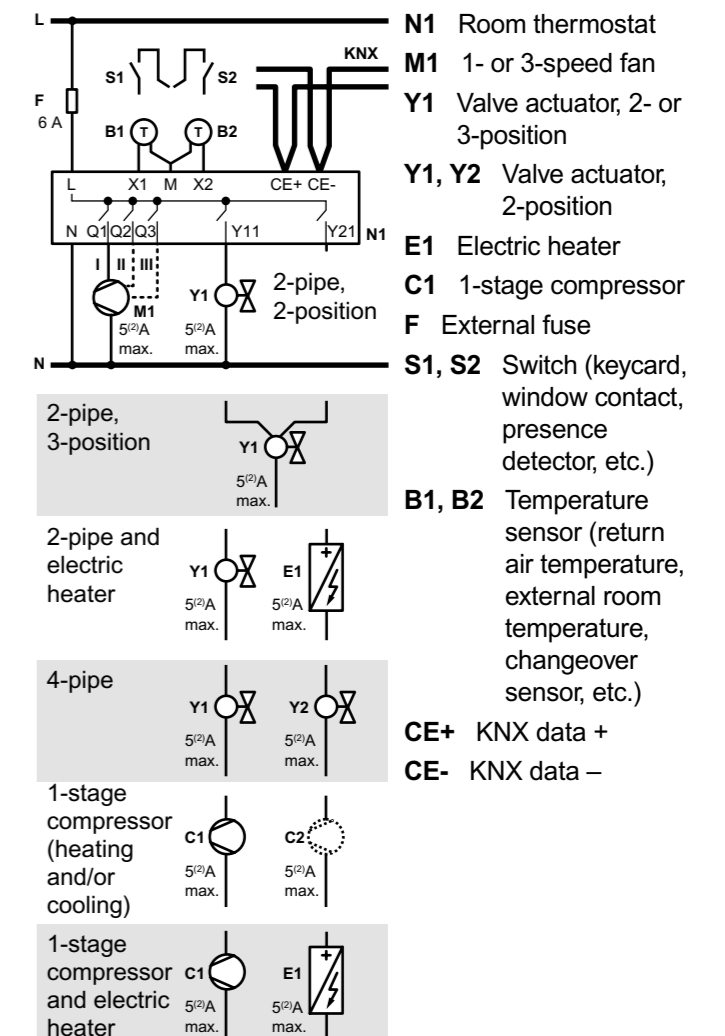 L
KNX
S1 S2
F
6 A
B1 T T B2
L X1 M X2 CE+ CE-
N Q1 Q2 Q3 Y11 Y21 N1
I II III
M1
5(2)A
max.
Y1
5(2)A
max.
2-pipe,
2-position
N
2-pipe,
3-position
Y1
5(2)A
max.
2-pipe and
electric
heater
Y1
5(2)A
max.
E1
+
5(2)A
max.
4-pipe
Y1
5(2)A
max.
Y2
5(2)A
max.
1-stage
compressor
(heating
and/or
cooling)
C1
5(2)A
max.
C2
5(2)A
max.
1-stage
compressor
and electric
heater
C1
5(2)A
max.
E1
+
5(2)A
max.
N1 Room thermostat
M1 1- or 3-speed fan
Y1 Valve actuator, 2- or
3-position
Y1, Y2 Valve actuator,
2-position
E1 Electric heater
C1 1-stage compressor
F External fuse
S1, S2 Switch (keycard,
window contact,
presence
detector, etc.)
B1, B2 Temperature
sensor (return
air temperature,
external room
temperature,
changeover
sensor, etc.)
CE+ KNX data +
CE- KNX data –